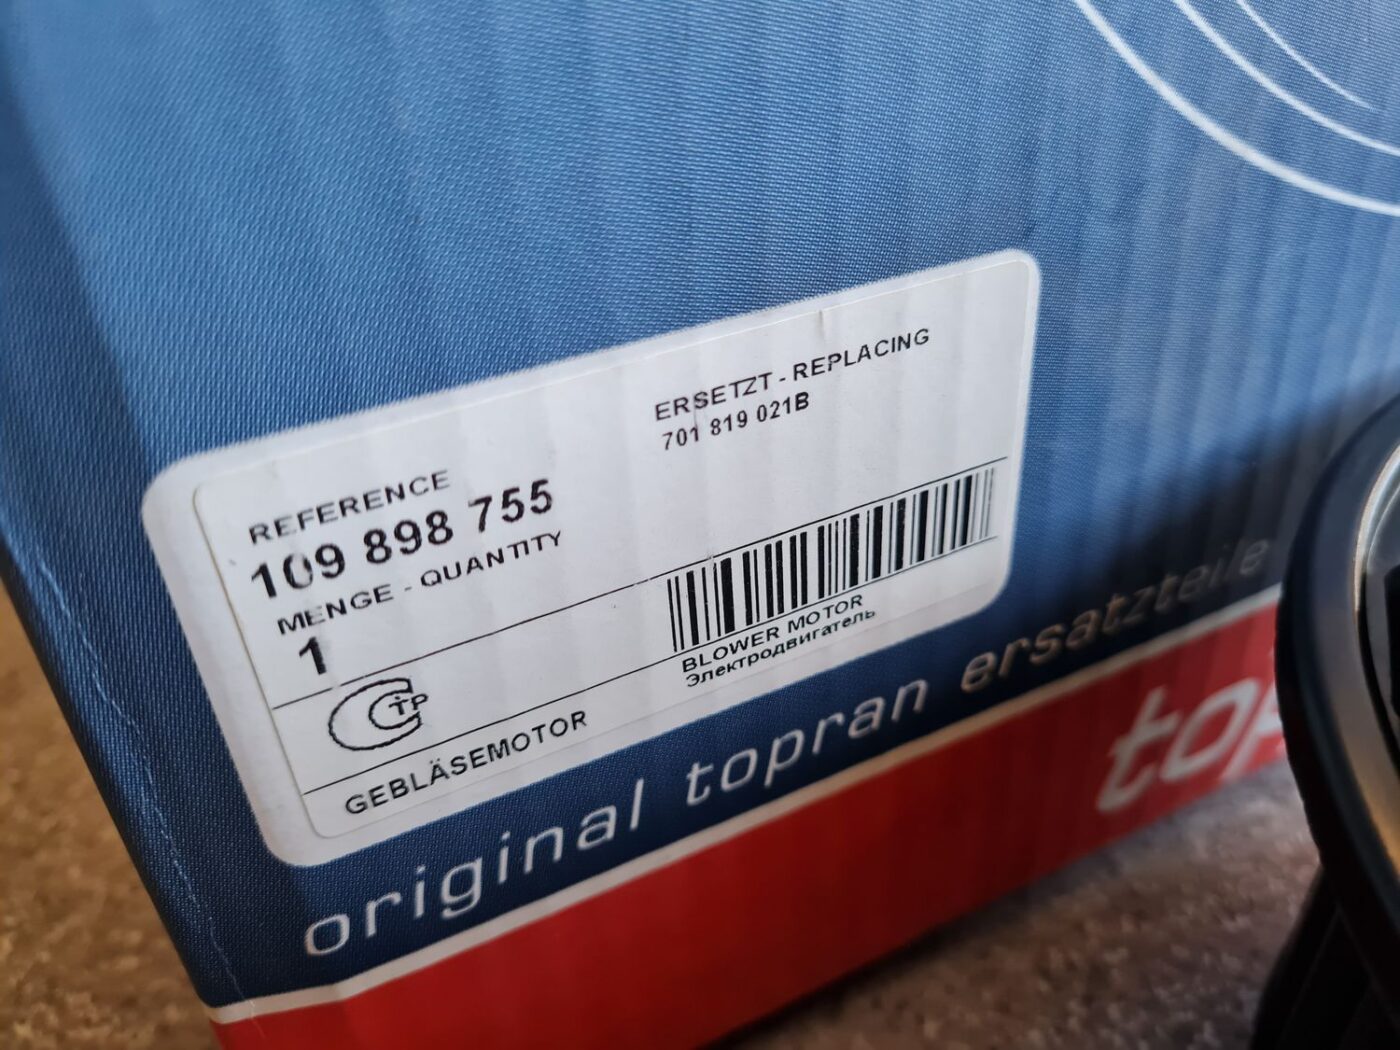 REFERENCE
109 898 755
MENGE - QUANTITY
1
ERSETZT - REPLACING
701 819 021B
BLOWER MOTOR
Электродвигатель
GEBLÄSEMOTOR
original topran ersatzteile